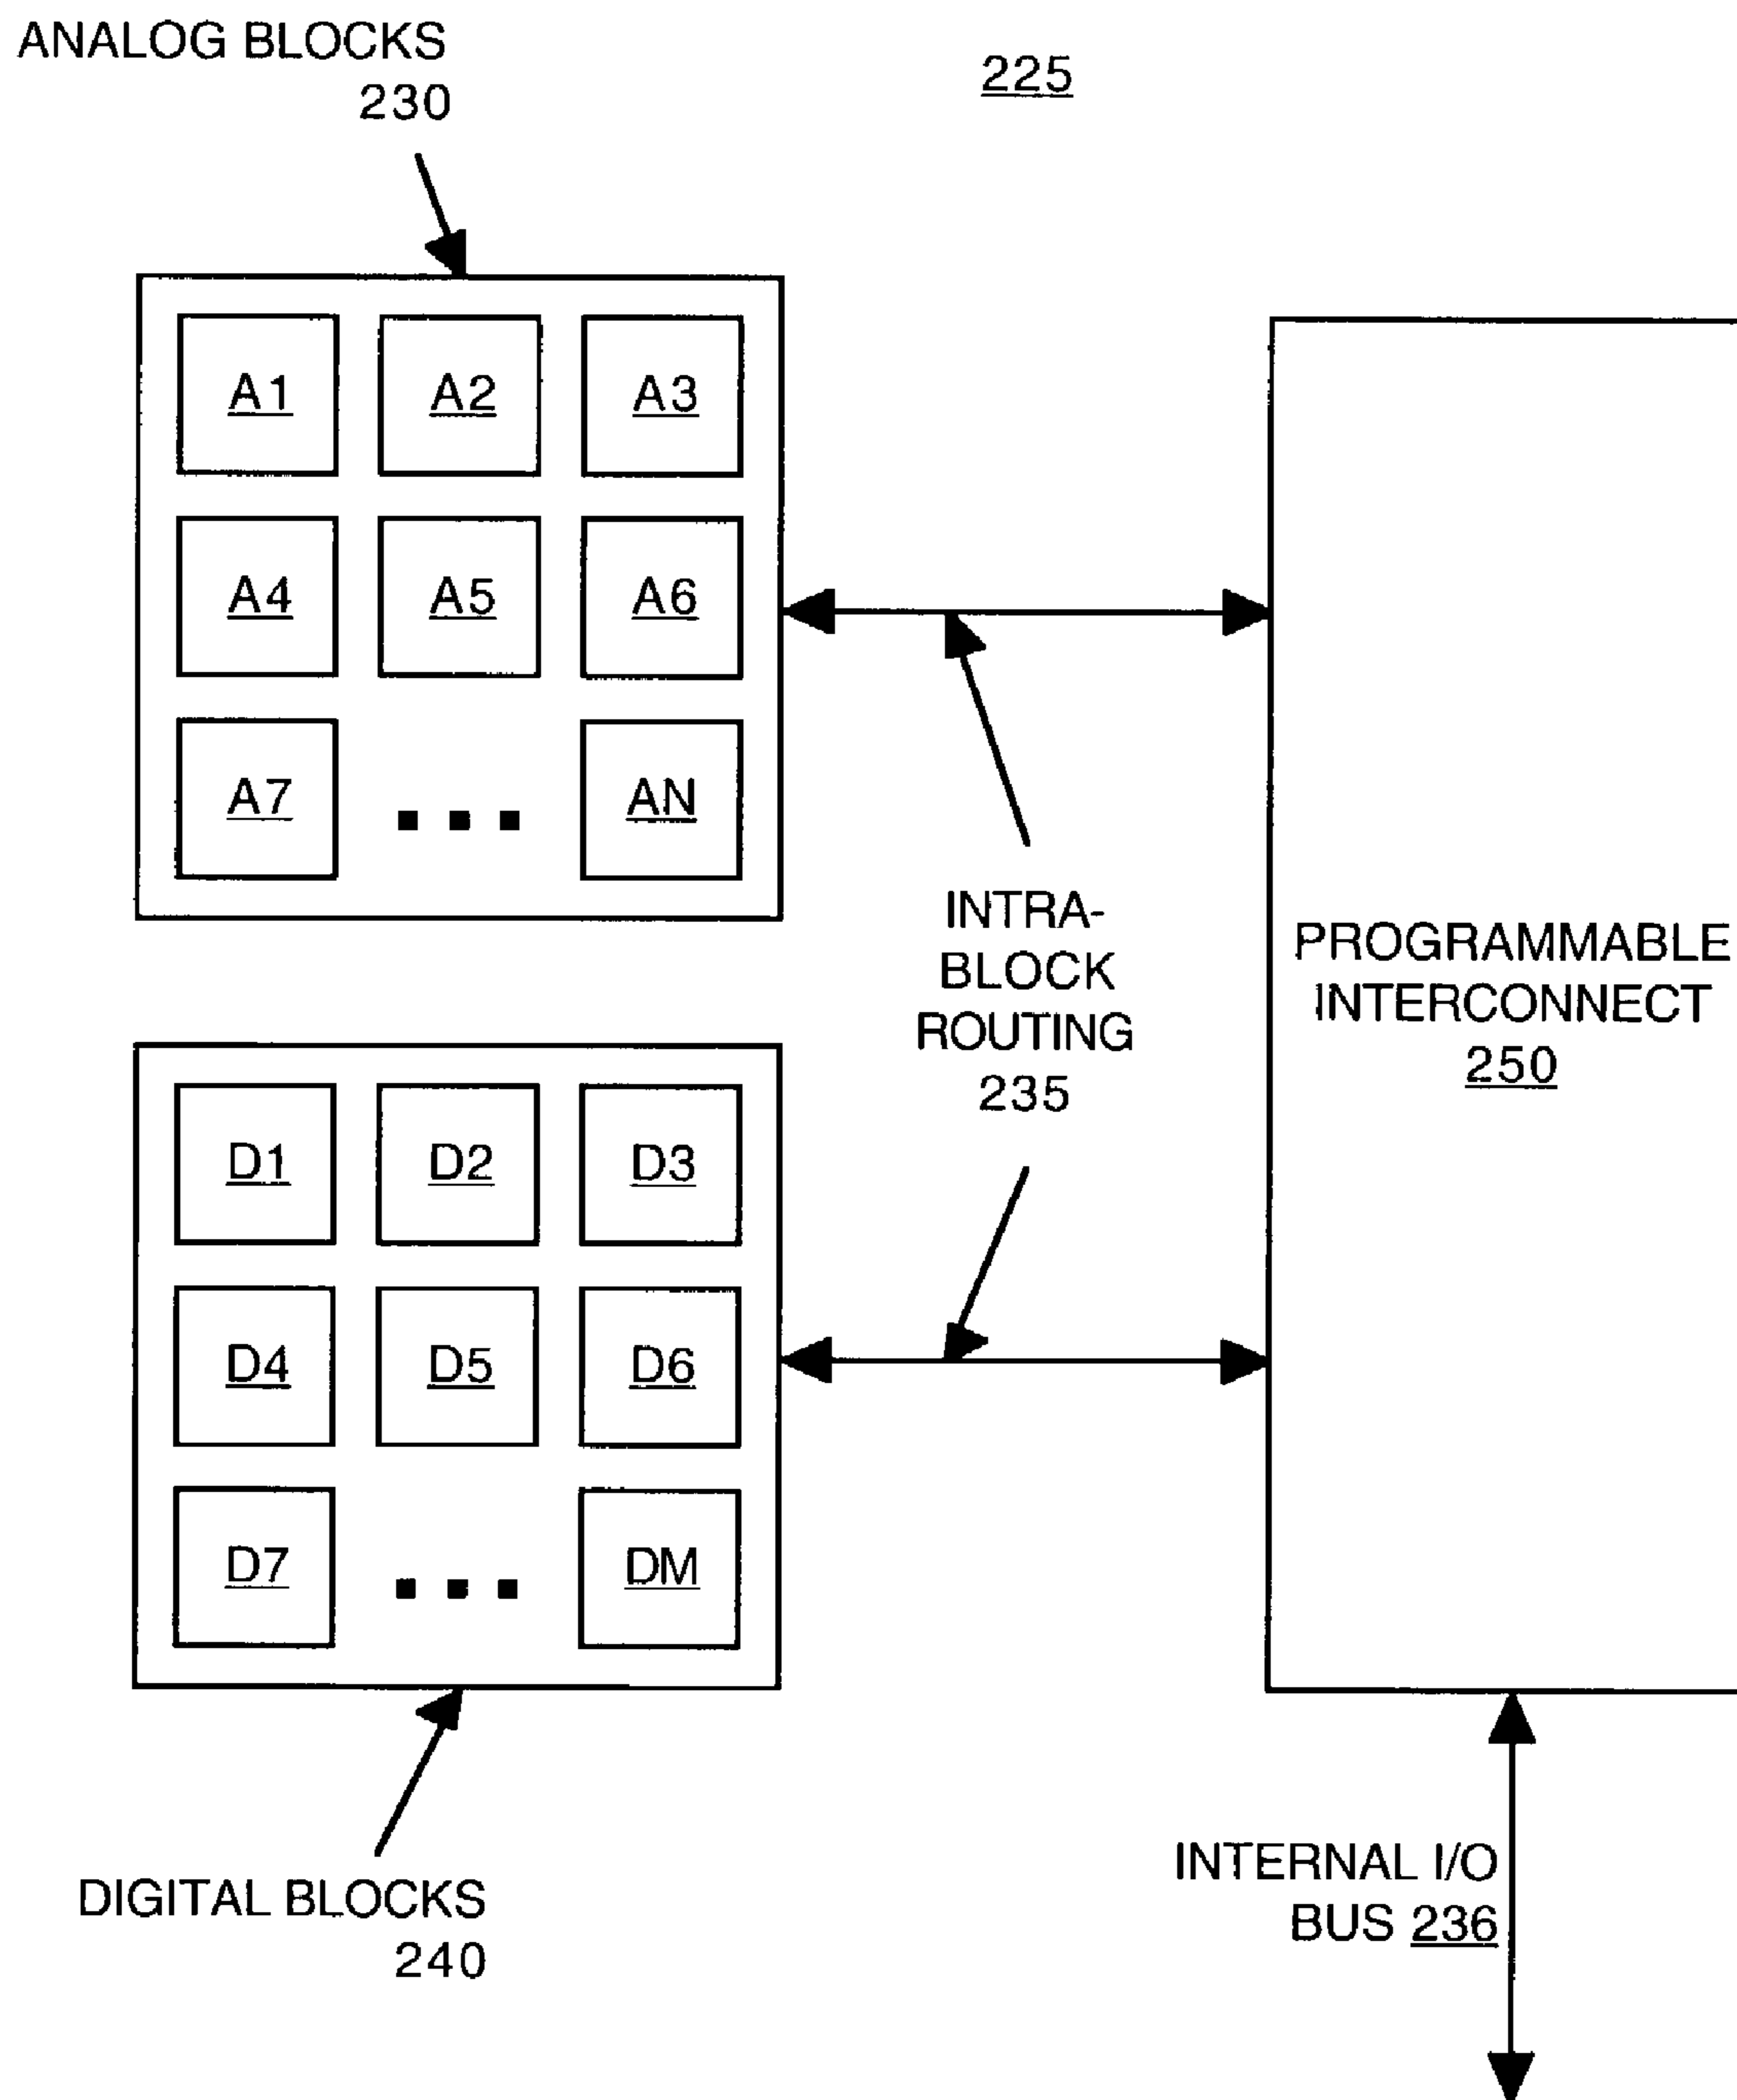 ANALOG BLOCKS
230
225
A1 A2 A3
A4 A5 A6
A7 ... AN
INTRA-
BLOCK
ROUTING
235
PROGRAMMABLE
INTERCONNECT
250
D1 D2 D3
D4 D5 D6
D7 ... DM
DIGITAL BLOCKS
240
INTERNAL I/O
BUS 236